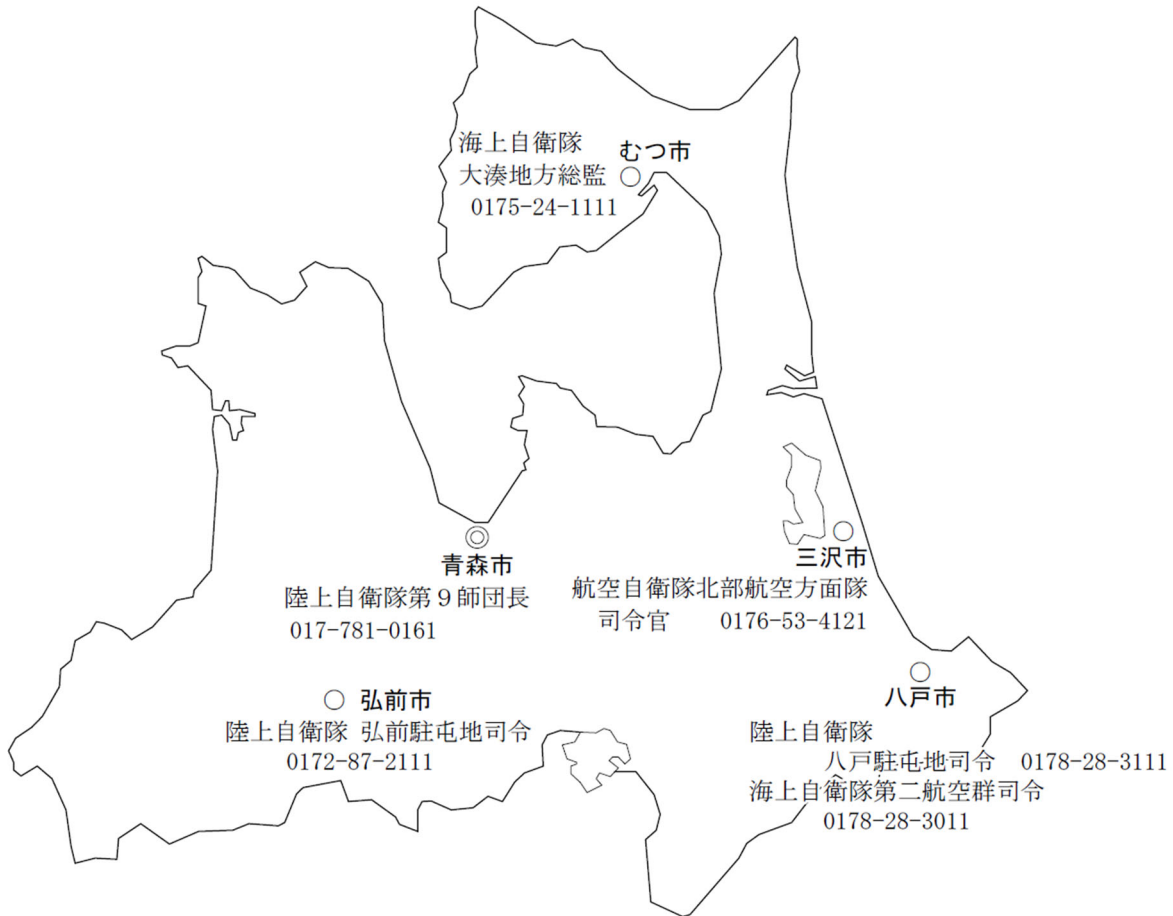 海上自衛隊
大湊地方総監
0175-24-1111
むつ市
青森市
陸上自衛隊第９師団長
017-781-0161
三沢市
航空自衛隊北部航空方面隊
司令官 0176-53-4121
弘前市
陸上自衛隊 弘前駐屯地司令
0172-87-2111
八戸市
陸上自衛隊
八戸駐屯地司令 0178-28-3111
海上自衛隊第二航空群司令
0178-28-3011